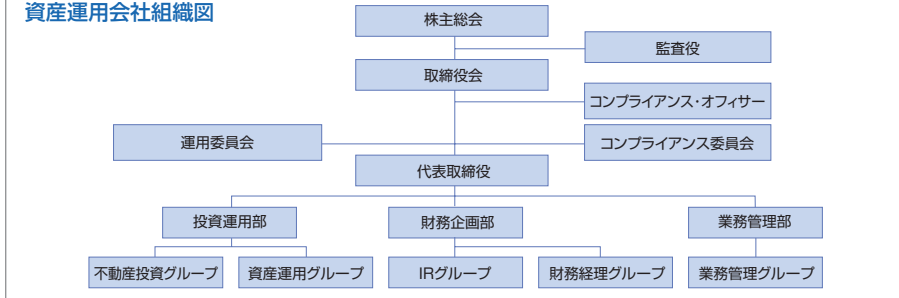 資産運用会社組織図
株主総会
監査役
取締役会
コンプライアンス・オフィサー
運用委員会
コンプライアンス委員会
代表取締役
投資運用部
財務企画部
業務管理部
不動産投資グループ
資産運用グループ
IRグループ
財務経理グループ
業務管理グループ